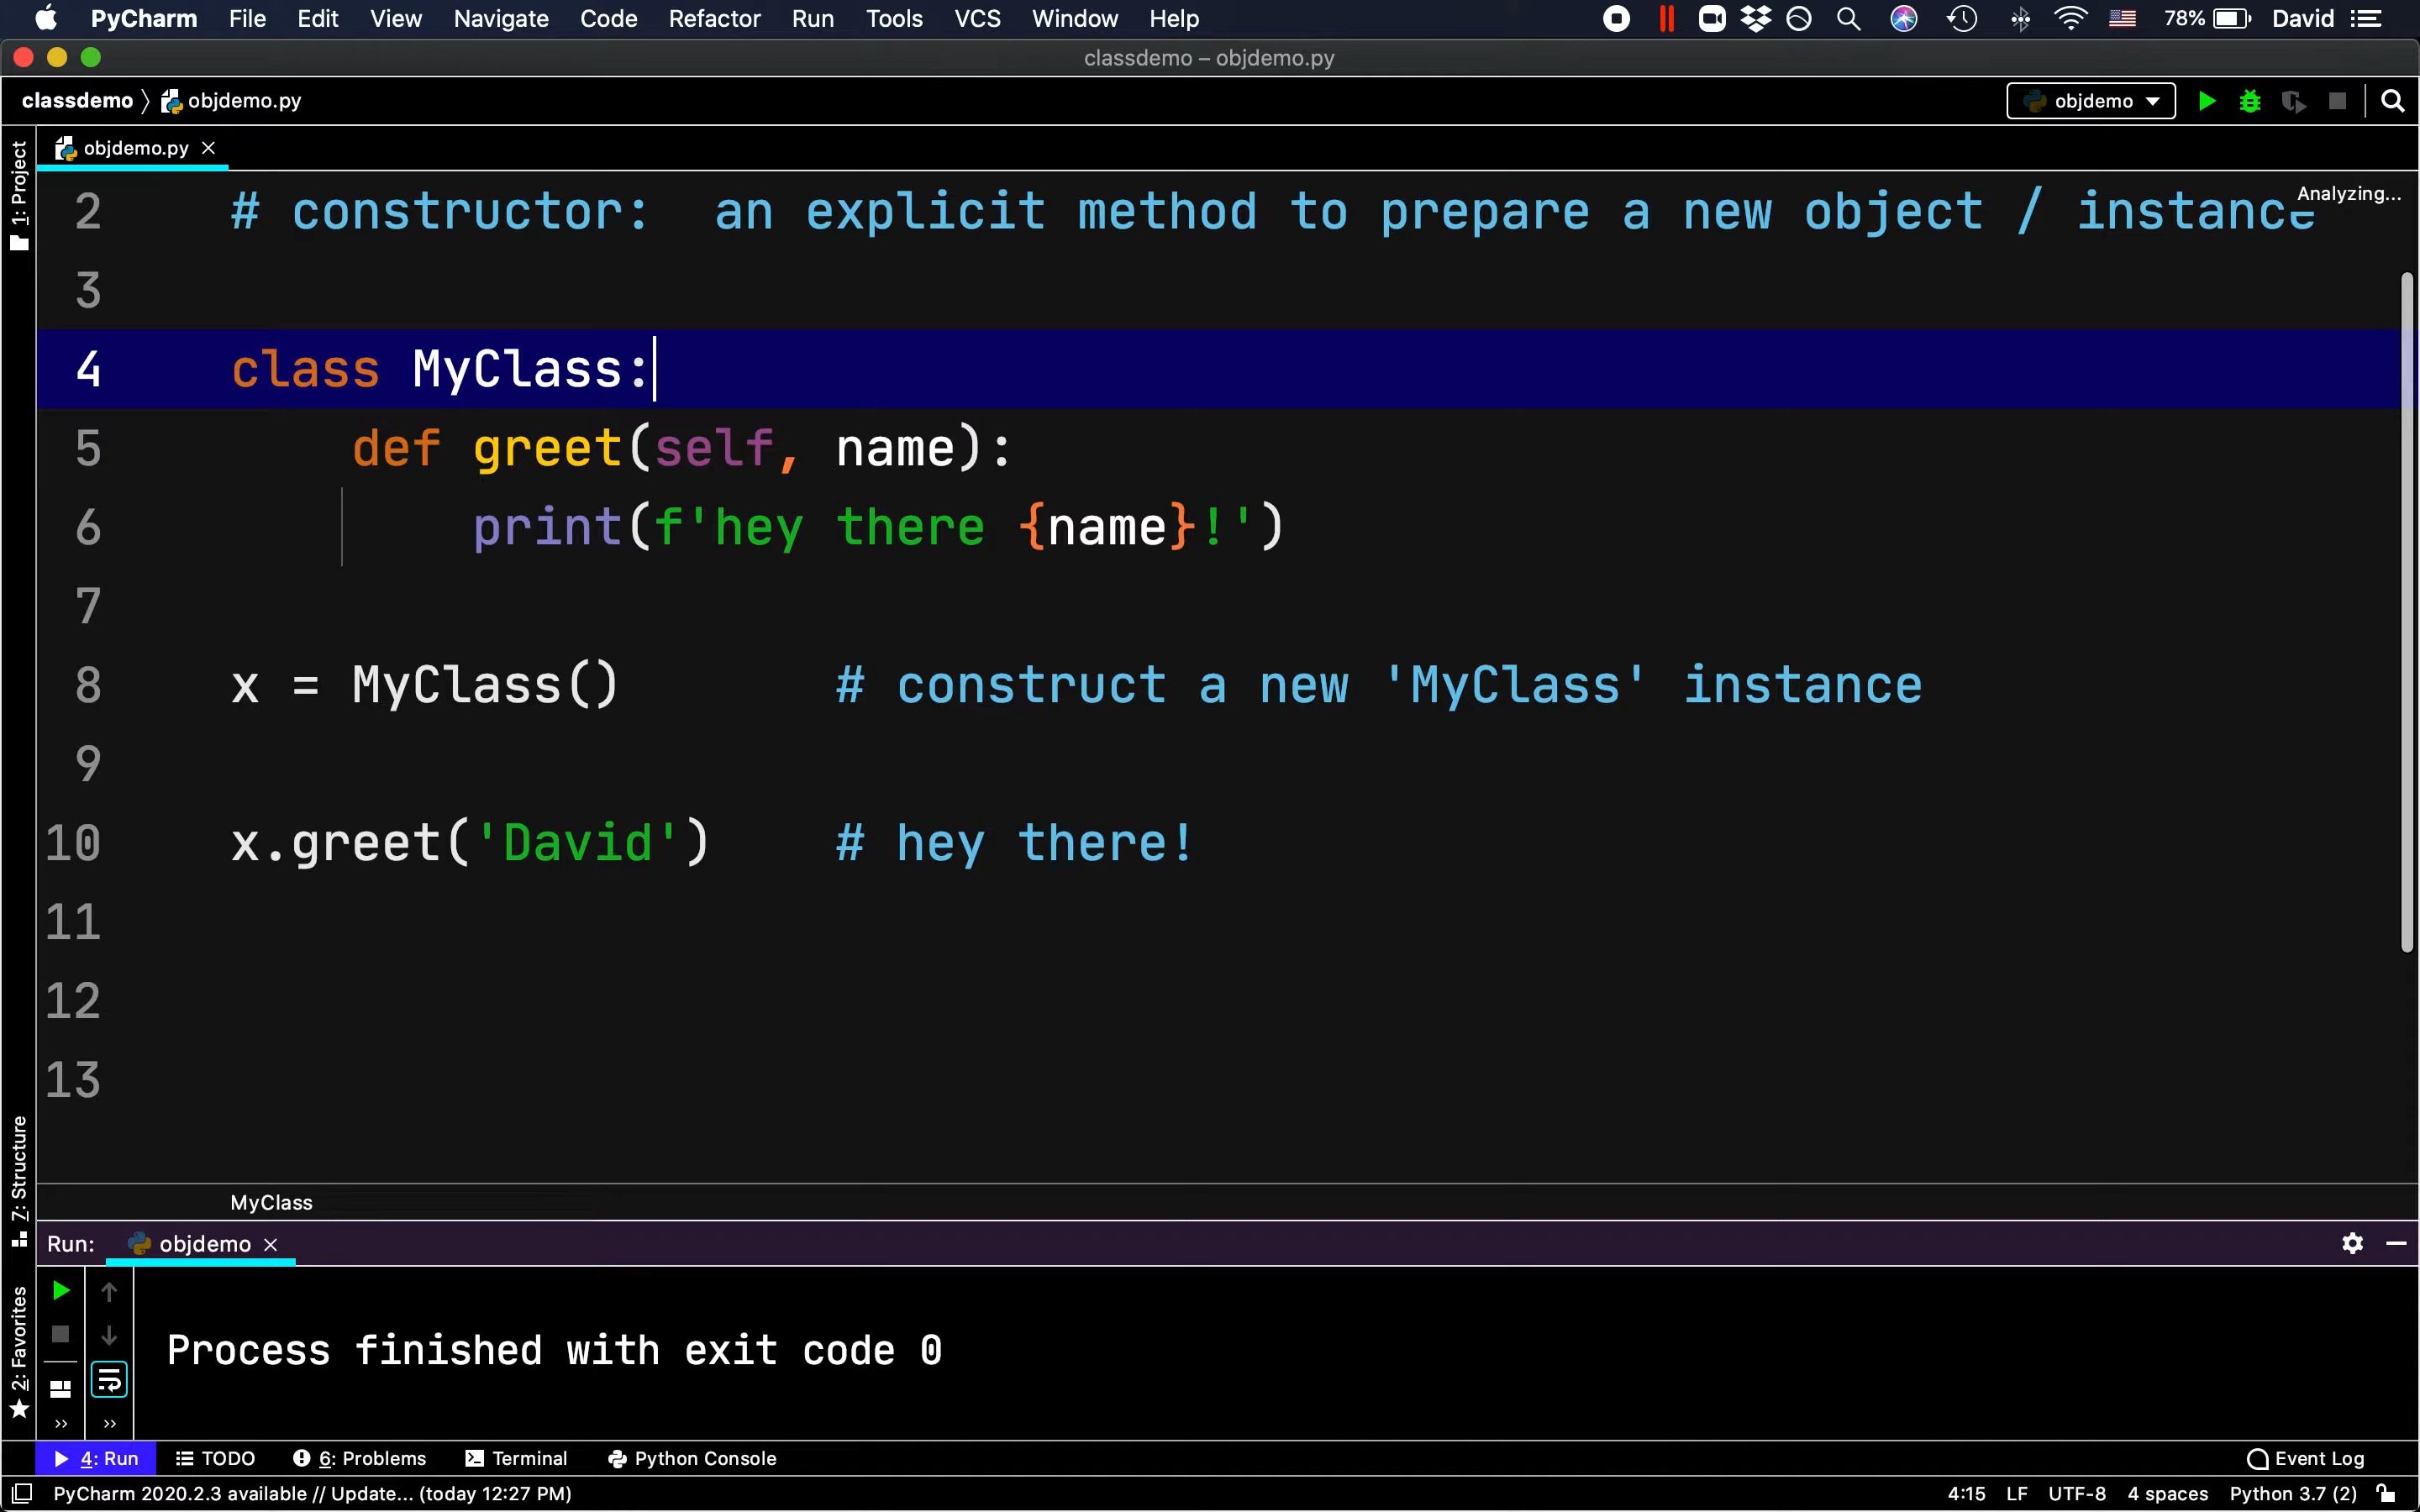 PyCharm File Edit View Navigate Code Refactor Run Tools VCS Window Help 78% David
classdemo – objdemo.py
classdemo objdemo.py objdemo
1: Project
objdemo.py
Analyzing...
2 # constructor:  an explicit method to prepare a new object / instance
3
4 class MyClass:
5     def greet(self, name):
6         print(f'hey there {name}!')
7
8 x = MyClass()       # construct a new 'MyClass' instance
9
10 x.greet('David')    # hey there!
11
12
13
Z: Structure
MyClass
Run: objdemo
2: Favorites
Process finished with exit code 0
4: Run TODO 6: Problems Terminal Python Console Event Log
PyCharm 2020.2.3 available // Update... (today 12:27 PM) 4:15 LF UTF-8 4 spaces Python 3.7 (2)